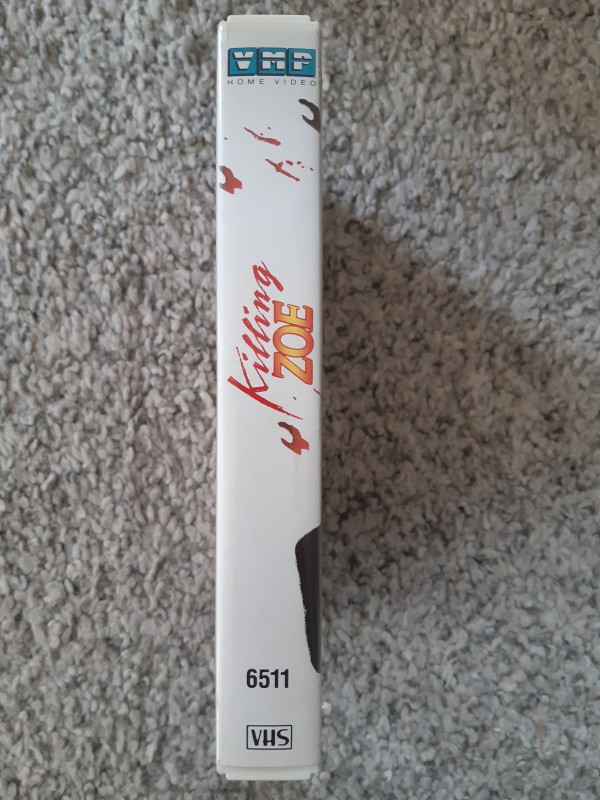 VMP
HOME VIDEO
Killing
ZOE
6511
VHS